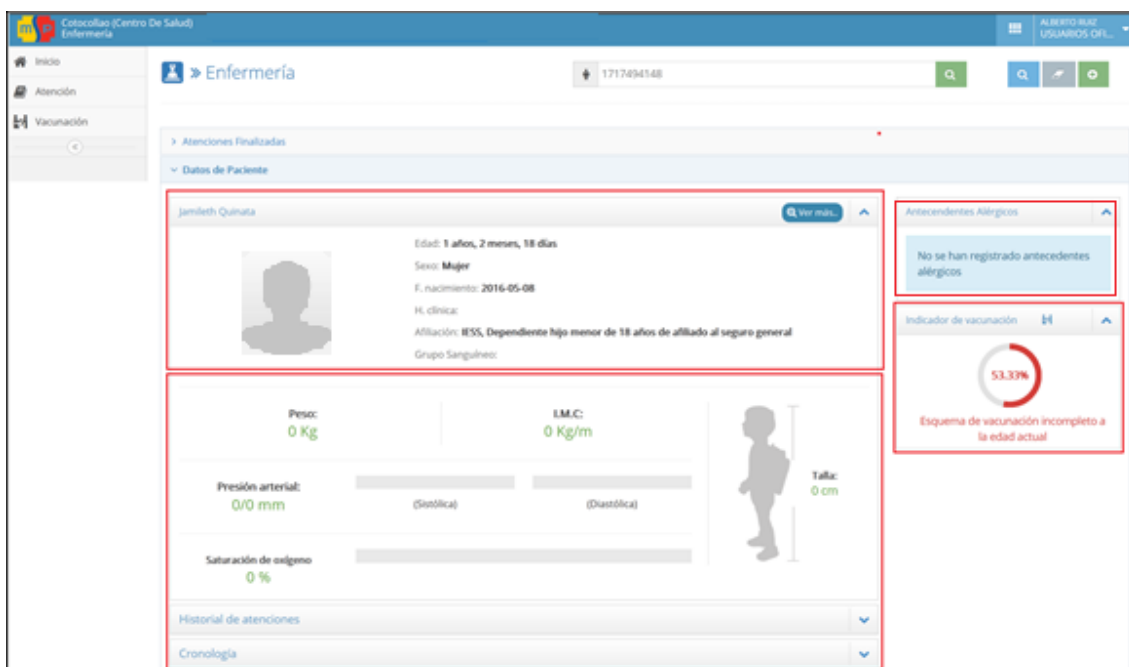 Cotocollao (Centro De Salud)
Enfermería
ALBERTO RUIZ
USUARIOS OFI...
Inicio
Atención
Vacunación
» Enfermería
1717494148
Atenciones Finalizadas
Datos de Paciente
Jamileth Quinata
Ver más..
Edad: 1 años, 2 meses, 18 días
Sexo: Mujer
F. nacimiento: 2016-05-08
H. clínica:
Afiliación: IESS, Dependiente hijo menor de 18 años de afiliado al seguro general
Grupo Sanguíneo:
Antecendentes Alérgicos
No se han registrado antecedentes
alérgicos
Indicador de vacunación
53.33%
Esquema de vacunación incompleto a
la edad actual
Peso:
0 Kg
I.M.C:
0 Kg/m
Talla:
0 cm
Presión arterial:
0/0 mm
(Sistólica)
(Diastólica)
Saturación de oxígeno
0 %
Historial de atenciones
Cronología